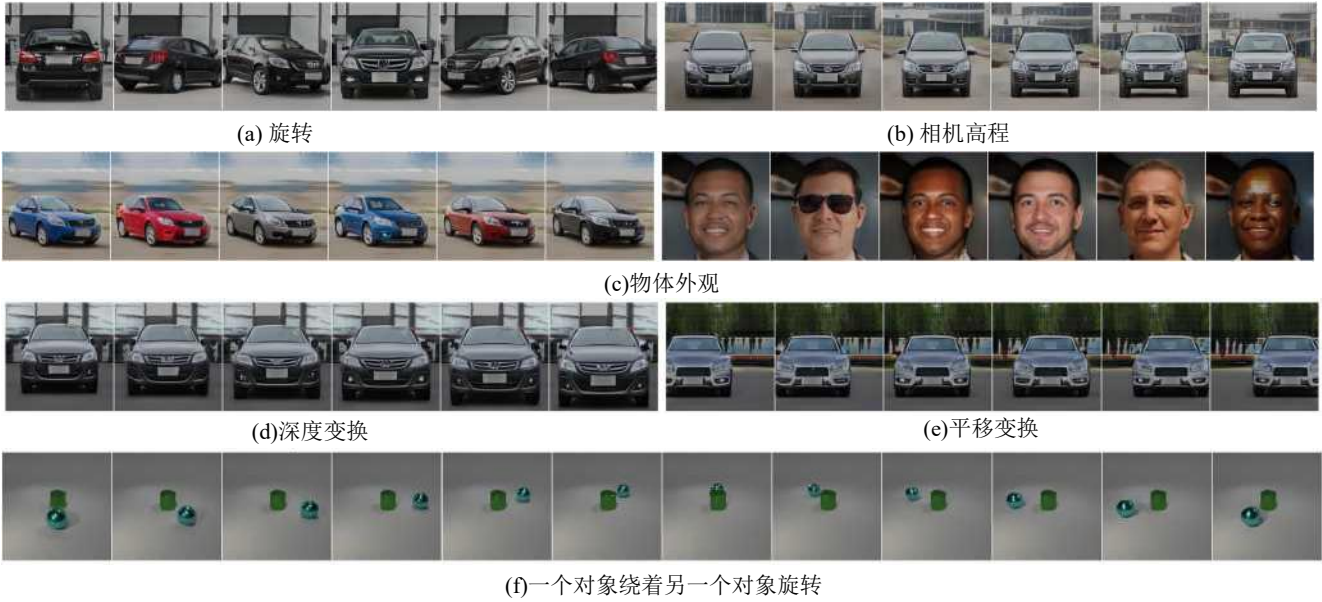 (a) 旋转
(b) 相机高程
(c)物体外观
(d)深度变换
(e)平移变换
(f)一个对象绕着另一个对象旋转